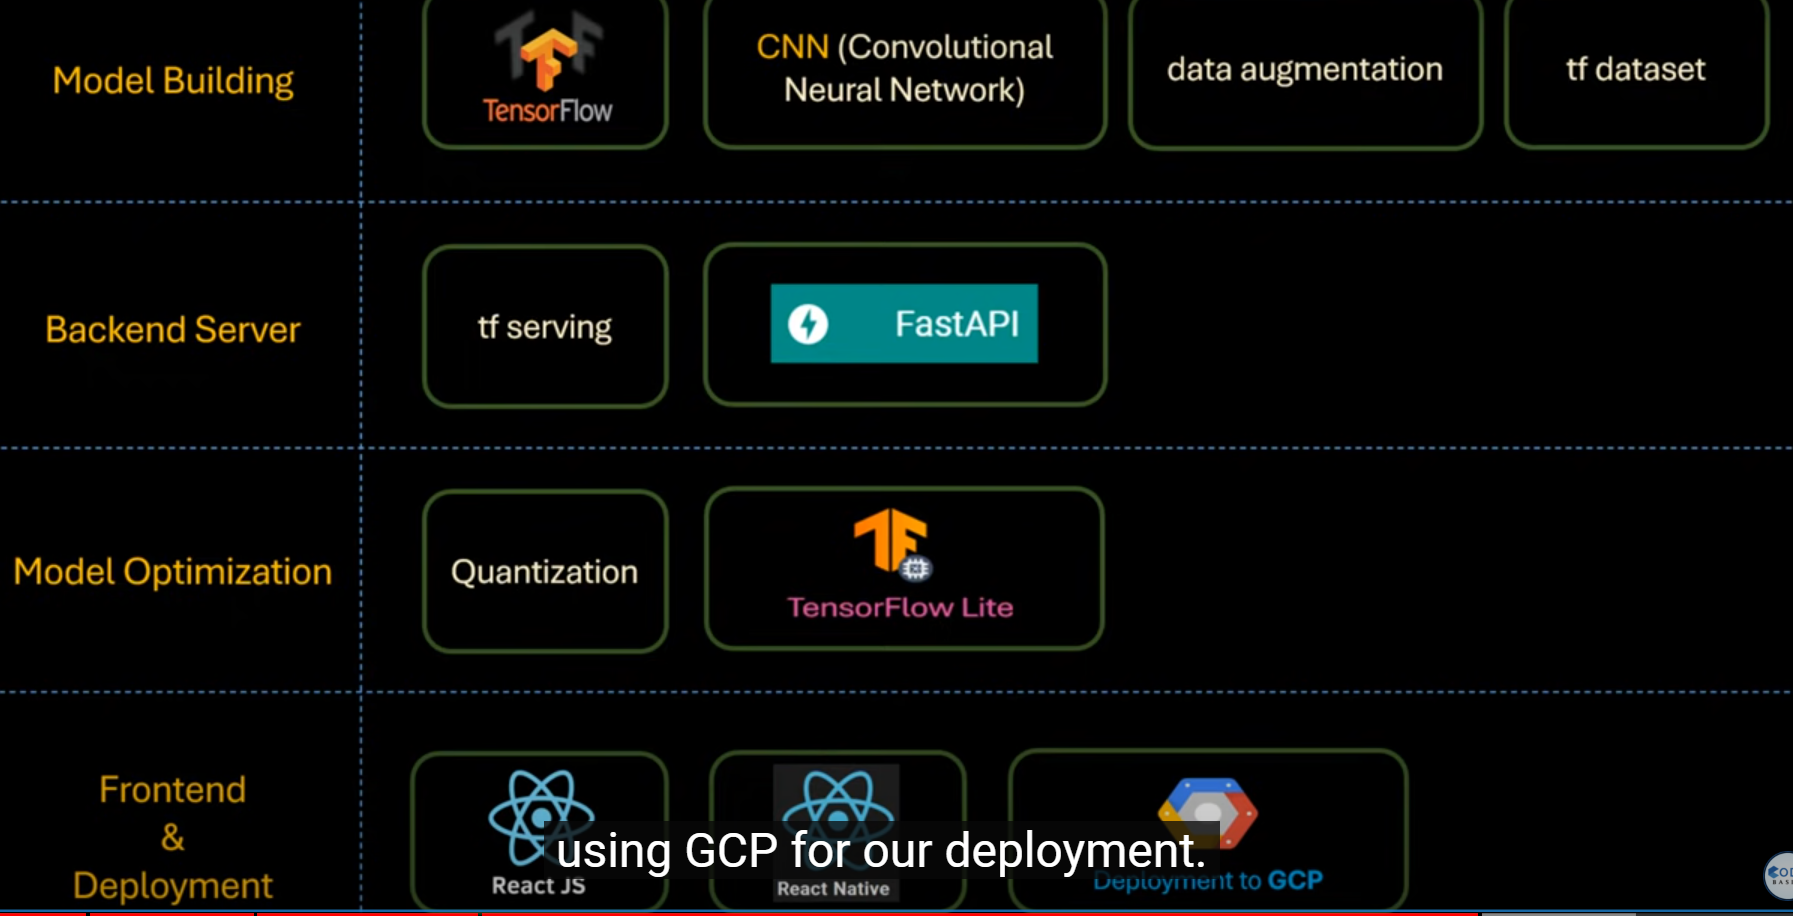 Model Building
TensorFlow
CNN (Convolutional
Neural Network)
data augmentation
tf dataset
Backend Server
tf serving
FastAPI
Model Optimization
Quantization
TensorFlow Lite
Frontend
&
Deployment
React JS
React Native
Deployment to GCP
using GCP for our deployment.